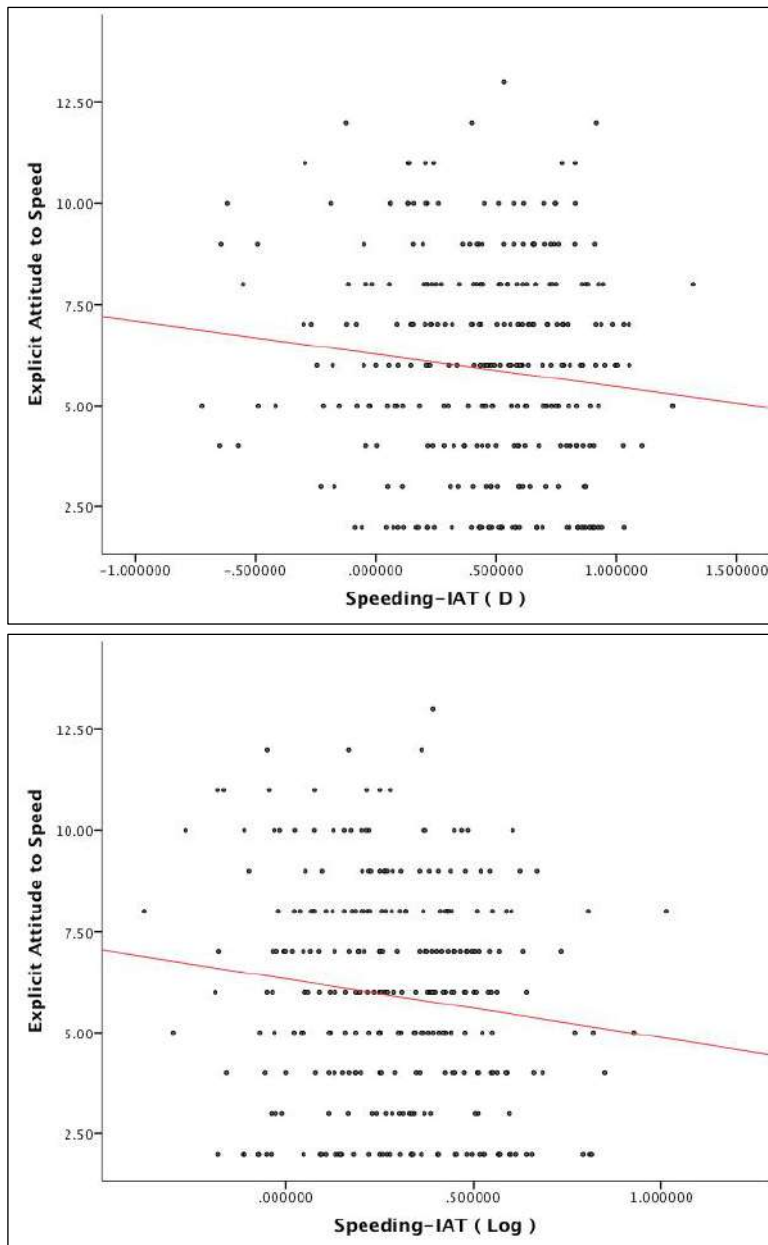 12.50
10.00
7.50
5.00
2.50
Explicit Attitude to Speed
-1.000000 -.500000 .000000 .500000 1.000000 1.500000
Speeding-IAT ( D )
12.50
10.00
7.50
5.00
2.50
Explicit Attitude to Speed
.000000 .500000 1.000000
Speeding-IAT ( Log )